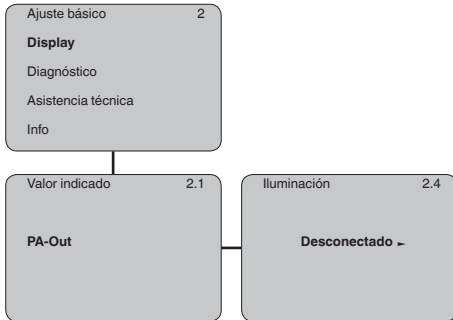 Ajuste básico 2
Display
Diagnóstico
Asistencia técnica
Info
Valor indicado 2.1
PA-Out
Iluminación 2.4
Desconectado ►